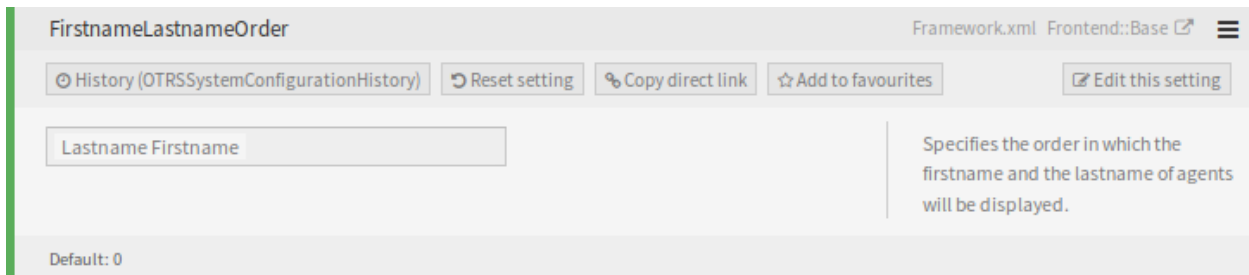 FirstnameLastnameOrder Framework.xml Frontend::Base
History (OTRSSystemConfigurationHistory) Reset setting Copy direct link Add to favourites Edit this setting
Lastname Firstname
Specifies the order in which the
firstname and the lastname of agents
will be displayed.
Default: 0